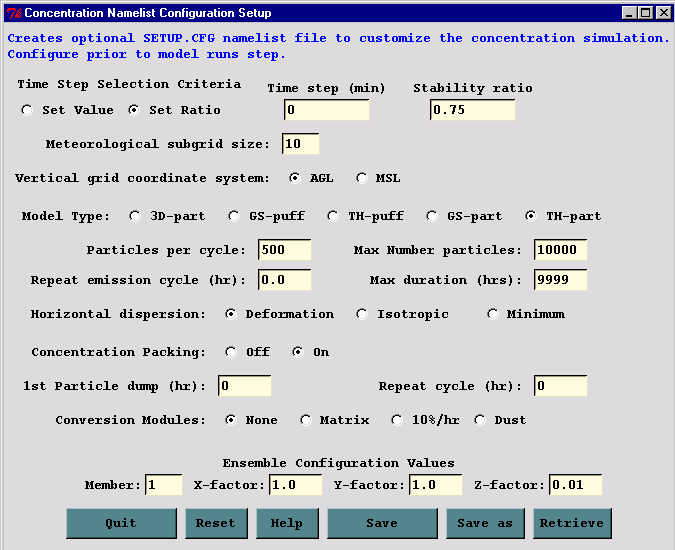 Concentration Namelist Configuration Setup
Creates optional SETUP.CFG namelist file to customize the concentration simulation.
Configure prior to model runs step.
Time Step Selection Criteria Time step (min) Stability ratio
Set Value Set Ratio 0 0.75
Meteorological subgrid size: 10
Vertical grid coordinate system: AGL MSL
Model Type: 3D-part GS-puff TH-puff GS-part TH-part
Particles per cycle: 500 Max Number particles: 10000
Repeat emission cycle (hr): 0.0 Max duration (hrs): 9999
Horizontal dispersion: Deformation Isotropic Minimum
Concentration Packing: Off On
1st Particle dump (hr): 0 Repeat cycle (hr): 0
Conversion Modules: None Matrix 10%/hr Dust
Ensemble Configuration Values
Member: 1 X-factor: 1.0 Y-factor: 1.0 Z-factor: 0.01
Quit Reset Help Save Save as Retrieve